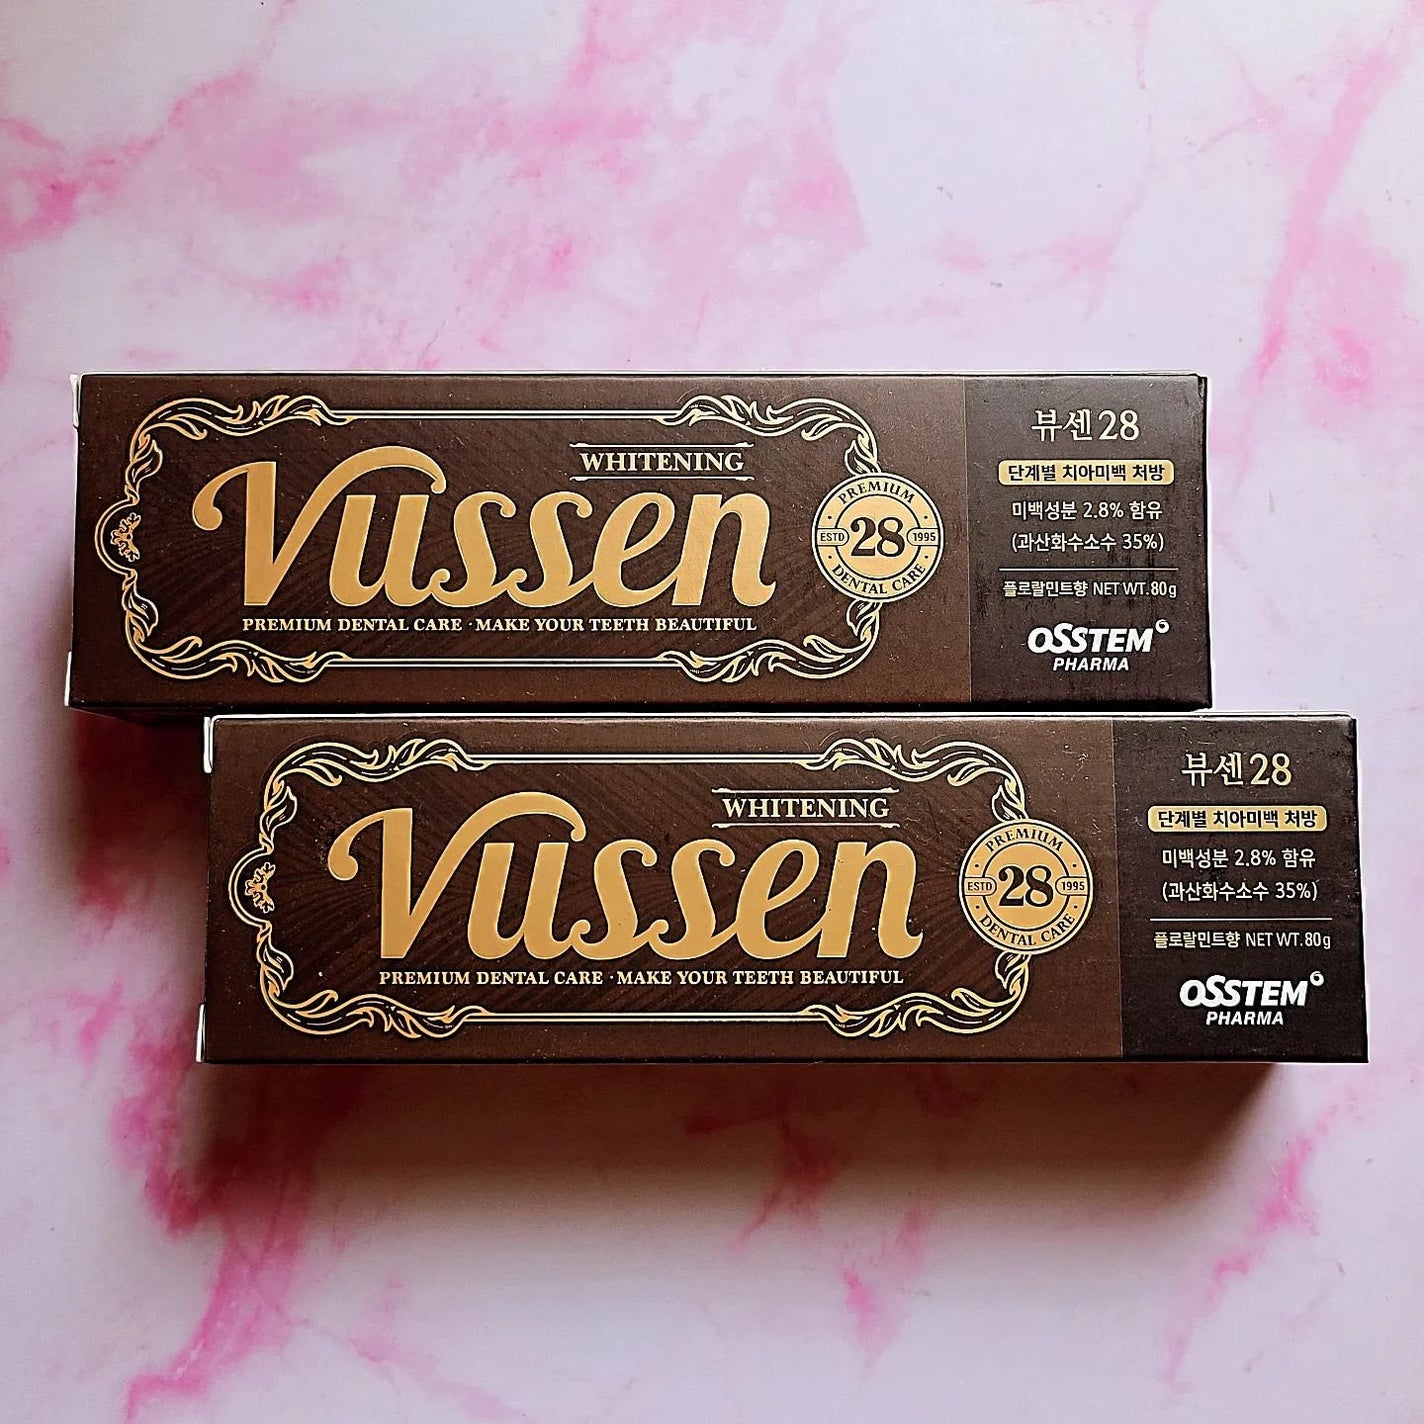 WHITENING
Vussen
PREMIUM DENTAL CARE · MAKE YOUR TEETH BEAUTIFUL
PREMIUM
ESTD 28 1995
DENTAL CARE
뷰센28
단계별 치아미백 처방
미백성분 2.8% 함유
(과산화수소수 35%)
플로랄민트향 NET WT. 80g
OSSTEM
PHARMA
WHITENING
Vussen
PREMIUM DENTAL CARE · MAKE YOUR TEETH BEAUTIFUL
PREMIUM
ESTD 28 1995
DENTAL CARE
뷰센28
단계별 치아미백 처방
미백성분 2.8% 함유
(과산화수소수 35%)
플로랄민트향 NET WT. 80g
OSSTEM
PHARMA